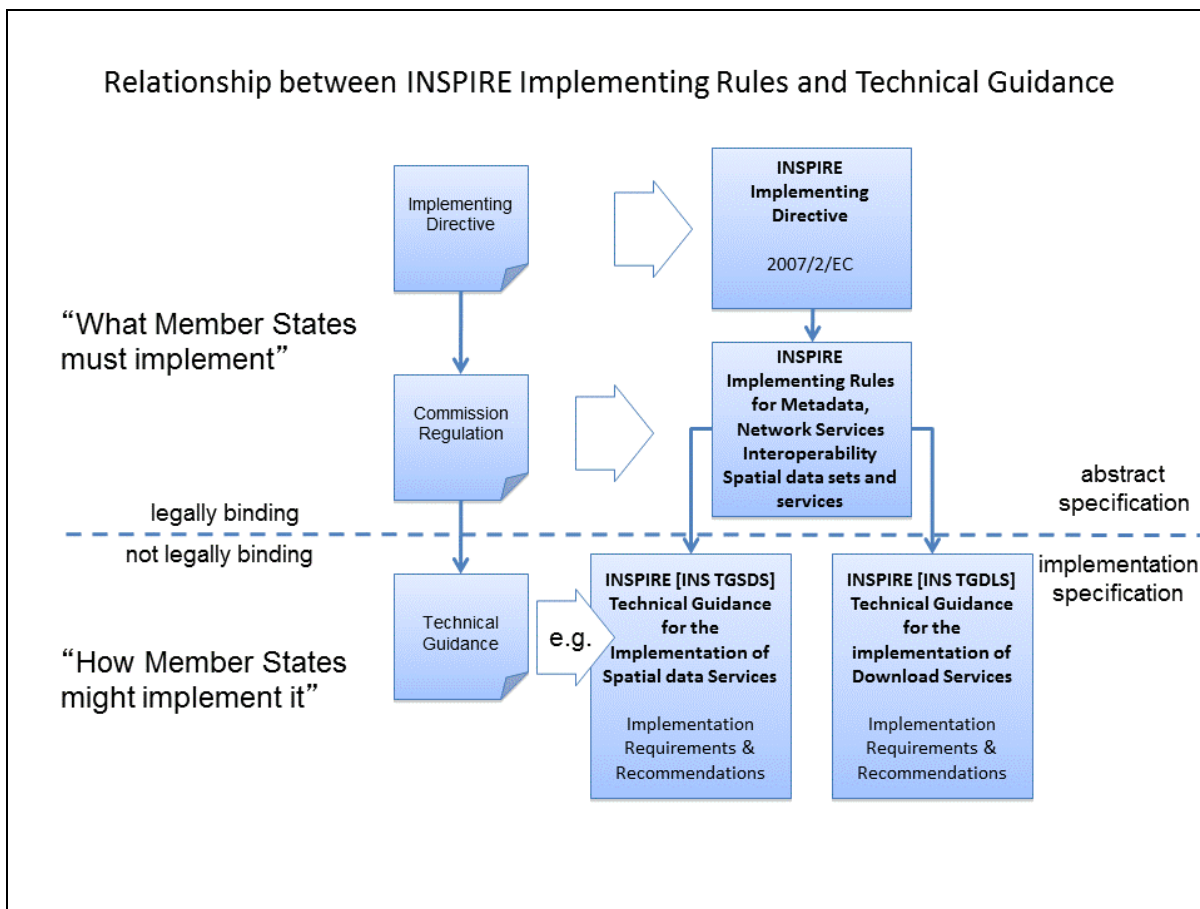 Relationship between INSPIRE Implementing Rules and Technical Guidance
Implementing
Directive
INSPIRE
Implementing
Directive
2007/2/EC
“What Member States
must implement”
Commission
Regulation
INSPIRE
Implementing Rules
for Metadata,
Network Services
Interoperability
Spatial data sets and
services
abstract
specification
legally binding
not legally binding
implementation
specification
Technical
Guidance
e.g.
“How Member States
might implement it”
INSPIRE [INS TGSDS]
Technical Guidance
for the
Implementation of
Spatial data Services
Implementation
Requirements &
Recommendations
INSPIRE [INS TGDLS]
Technical Guidance
for the
implementation of
Download Services
Implementation
Requirements &
Recommendations